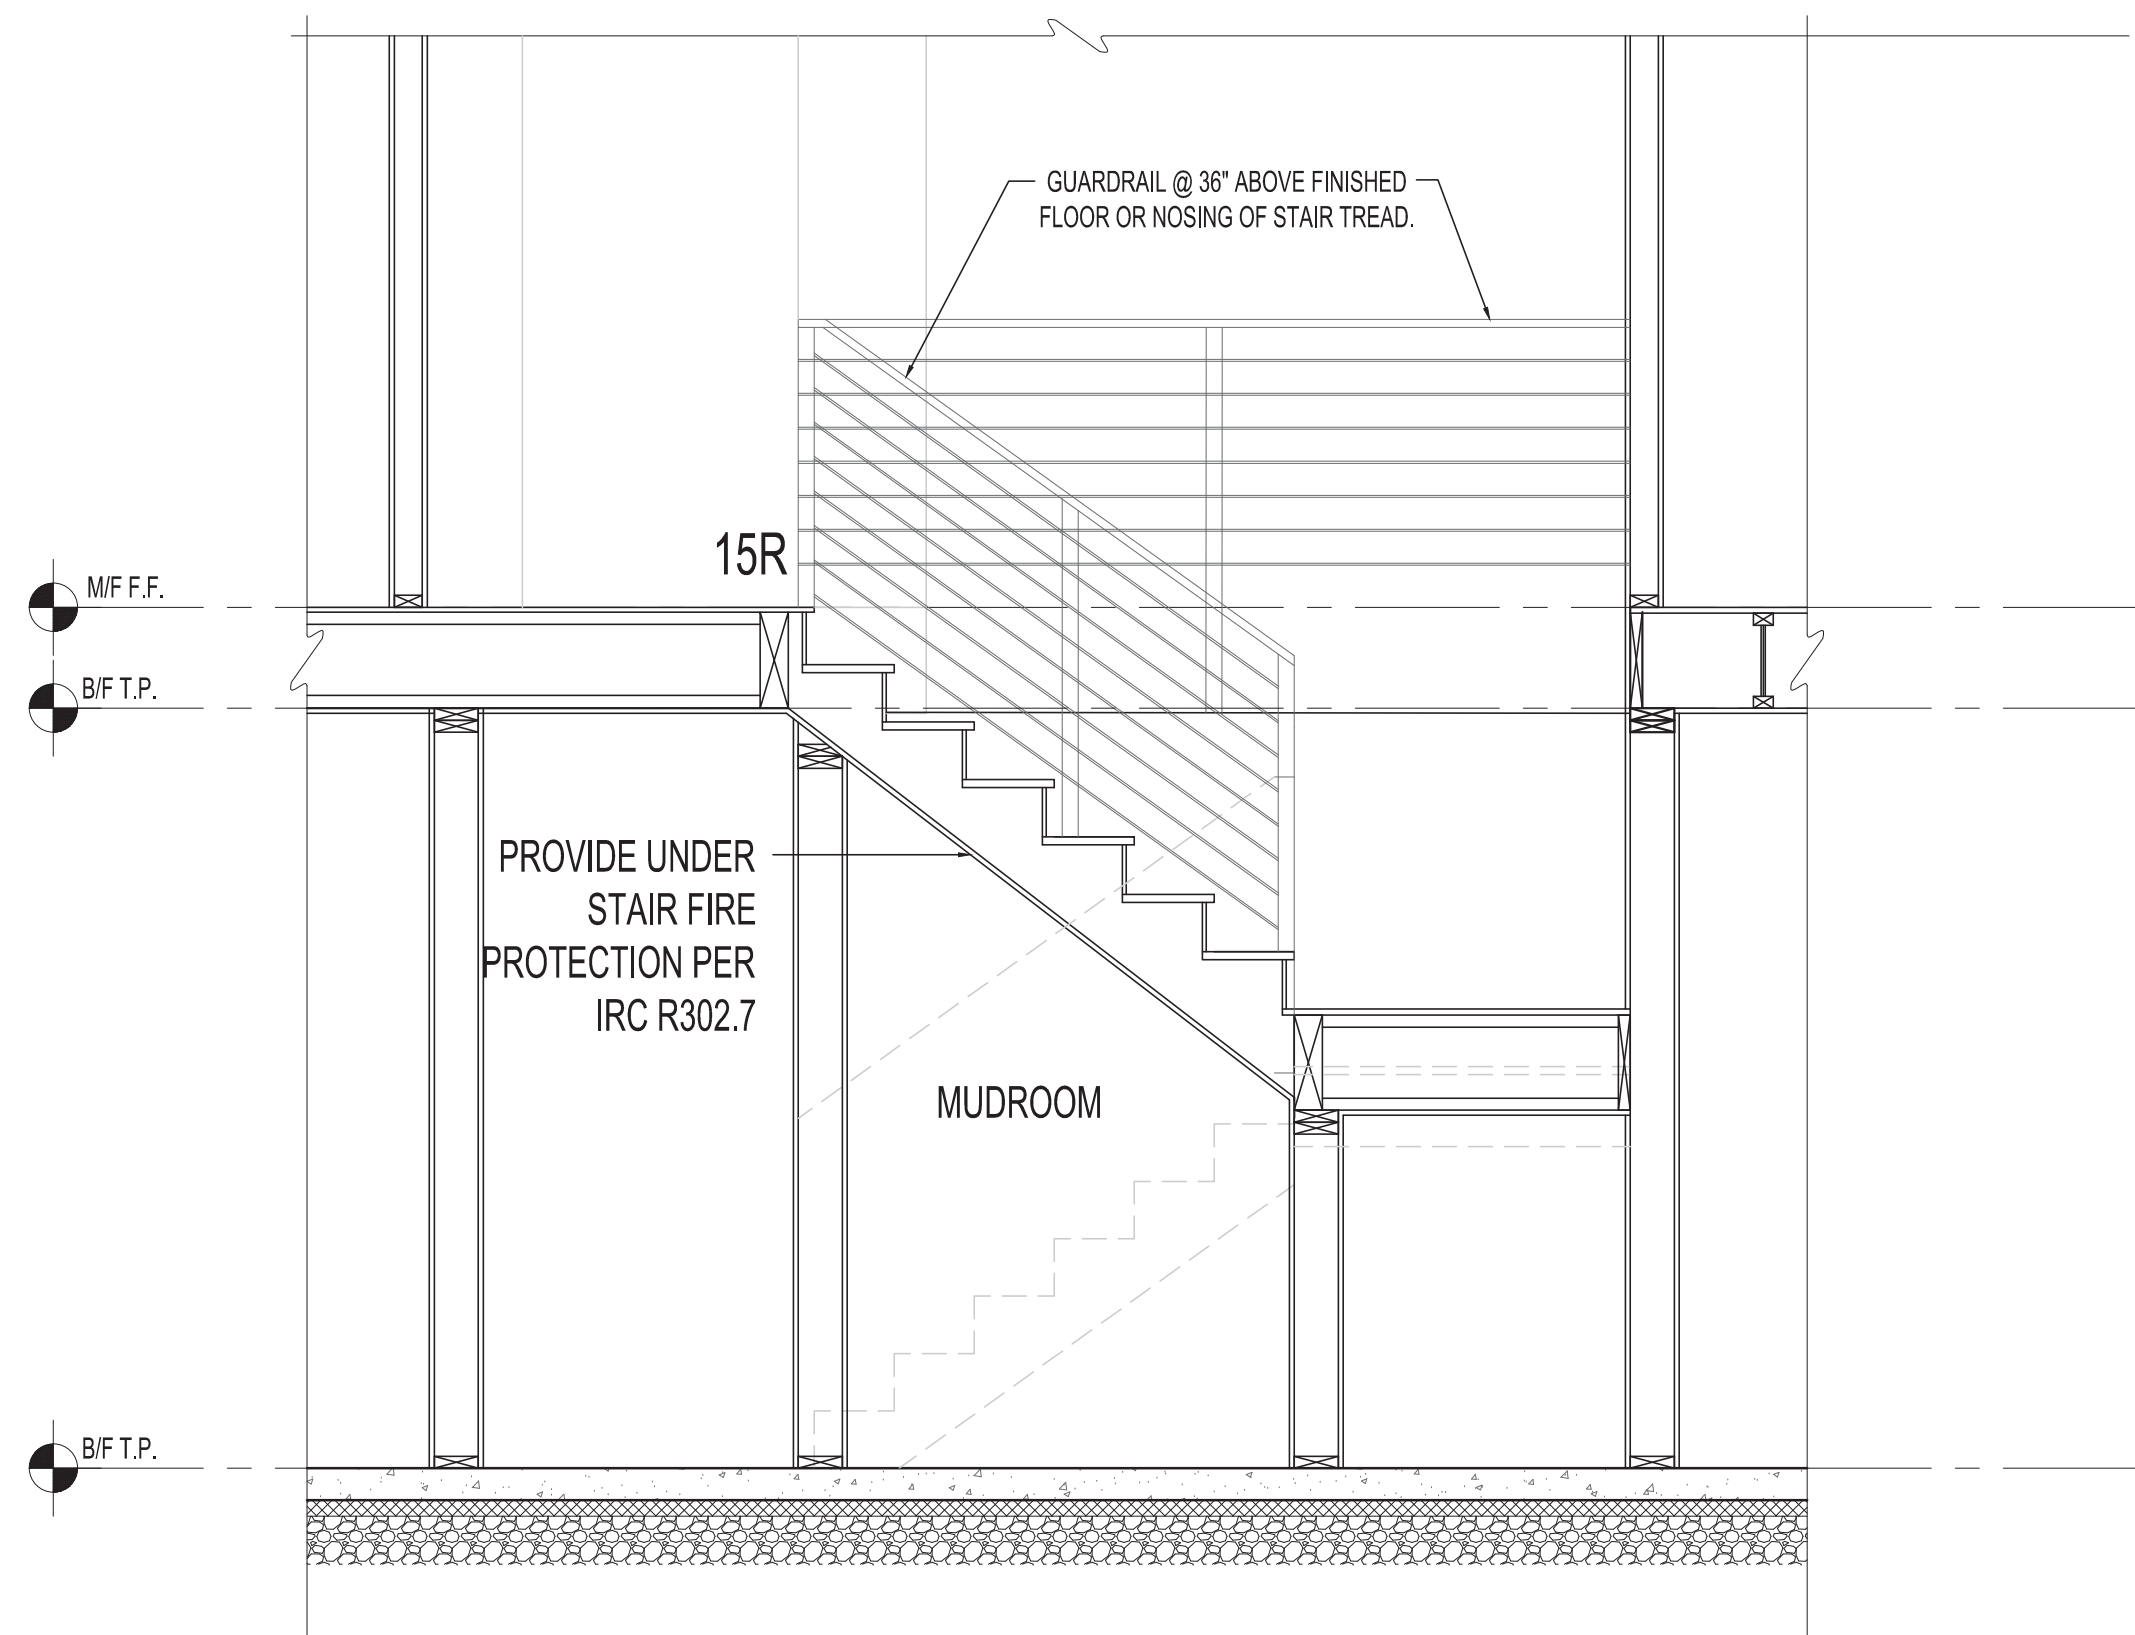 GUARDRAIL @ 36" ABOVE FINISHED
FLOOR OR NOSING OF STAIR TREAD.
15R
M/F F.F.
B/F T.P.
PROVIDE UNDER
STAIR FIRE
PROTECTION PER
IRC R302.7
MUDROOM
B/F T.P.